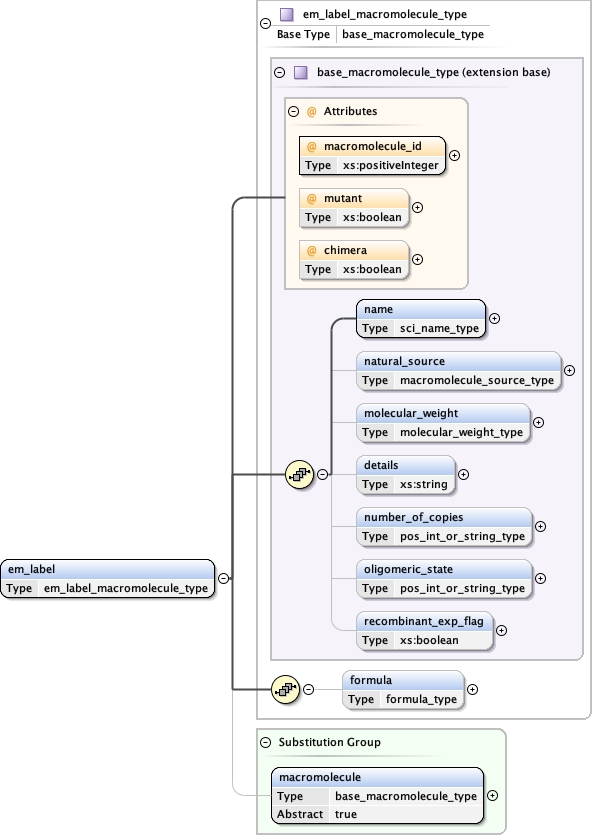 em_label_macromolecule_type
Base Type base_macromolecule_type
base_macromolecule_type (extension base)
@ Attributes
@ macromolecule_id
Type xs:positiveInteger
@ mutant
Type xs:boolean
@ chimera
Type xs:boolean
name
Type sci_name_type
natural_source
Type macromolecule_source_type
molecular_weight
Type molecular_weight_type
details
Type xs:string
number_of_copies
Type pos_int_or_string_type
oligomeric_state
Type pos_int_or_string_type
recombinant_exp_flag
Type xs:boolean
em_label
Type em_label_macromolecule_type
formula
Type formula_type
Substitution Group
macromolecule
Type base_macromolecule_type
Abstract true